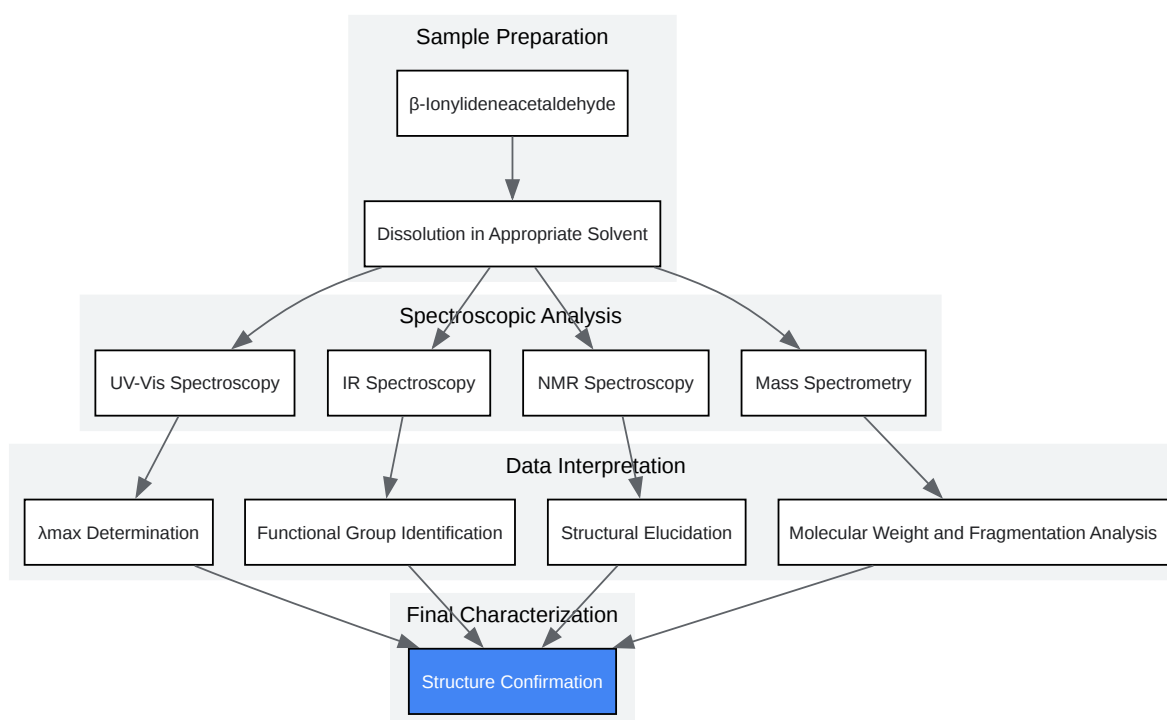 Sample Preparation
β-Ionylideneacetaldehyde
Dissolution in Appropriate Solvent
Spectroscopic Analysis
UV-Vis Spectroscopy
IR Spectroscopy
NMR Spectroscopy
Mass Spectrometry
Data Interpretation
λmax Determination
Functional Group Identification
Structural Elucidation
Molecular Weight and Fragmentation Analysis
Final Characterization
Structure Confirmation